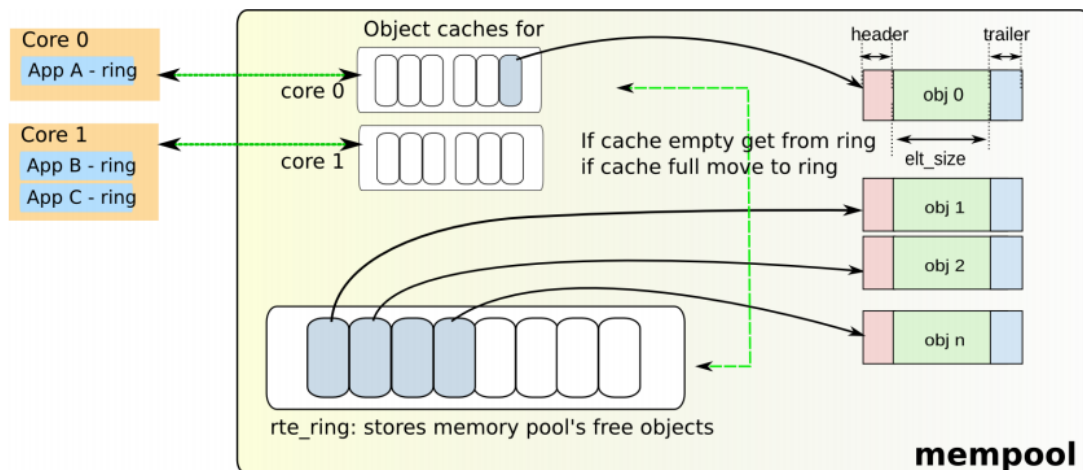 Core 0
App A - ring
Core 1
App B - ring
App C - ring
Object caches for
core 0
core 1
header
trailer
obj 0
elt_size
If cache empty get from ring
if cache full move to ring
obj 1
obj 2
obj n
rte_ring: stores memory pool's free objects
mempool